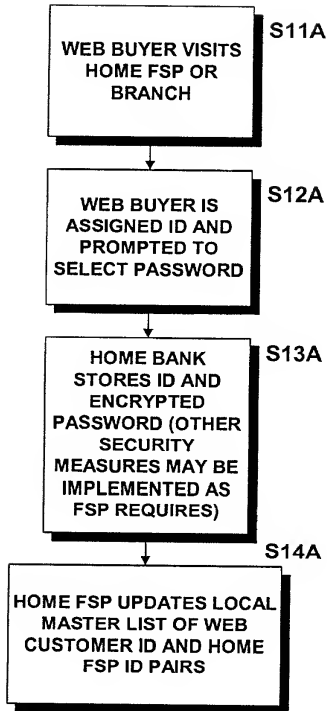 S11A
WEB BUYER VISITS
HOME FSP OR
BRANCH
S12A
WEB BUYER IS
ASSIGNED ID AND
PROMPTED TO
SELECT PASSWORD
S13A
HOME BANK
STORES ID AND
ENCRYPTED
PASSWORD (OTHER
SECURITY
MEASURES MAY BE
IMPLEMENTED AS
FSP REQUIRES)
S14A
HOME FSP UPDATES LOCAL
MASTER LIST OF WEB
CUSTOMER ID AND HOME
FSP ID PAIRS